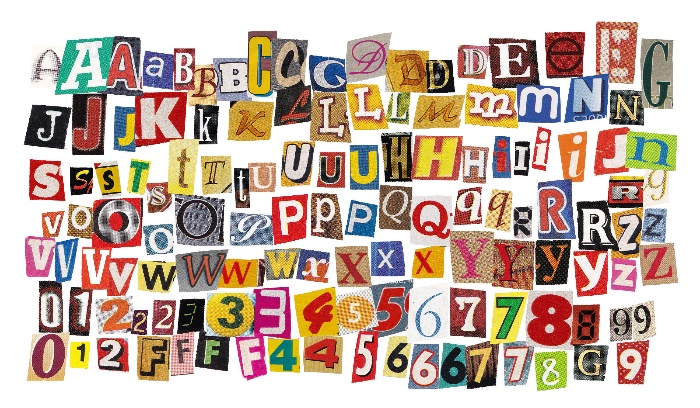 A A A a B B B C C G D D D D E e E G
J J J K K k K L L L L M m m N N
S S S T S t T t u U U U U H H H H i I i i J n
V O O O O P P P P Q Q Q q q R R R R Z Z 9
V V V V W W W W W x X X X Y Y Y y y z Z
0 1 2 2 2 3 3 3 4 5 5 6 7 7 8 8 9 9
0 1 2 F F F F 4 4 5 6 6 6 6 7 7 7 8 G 9